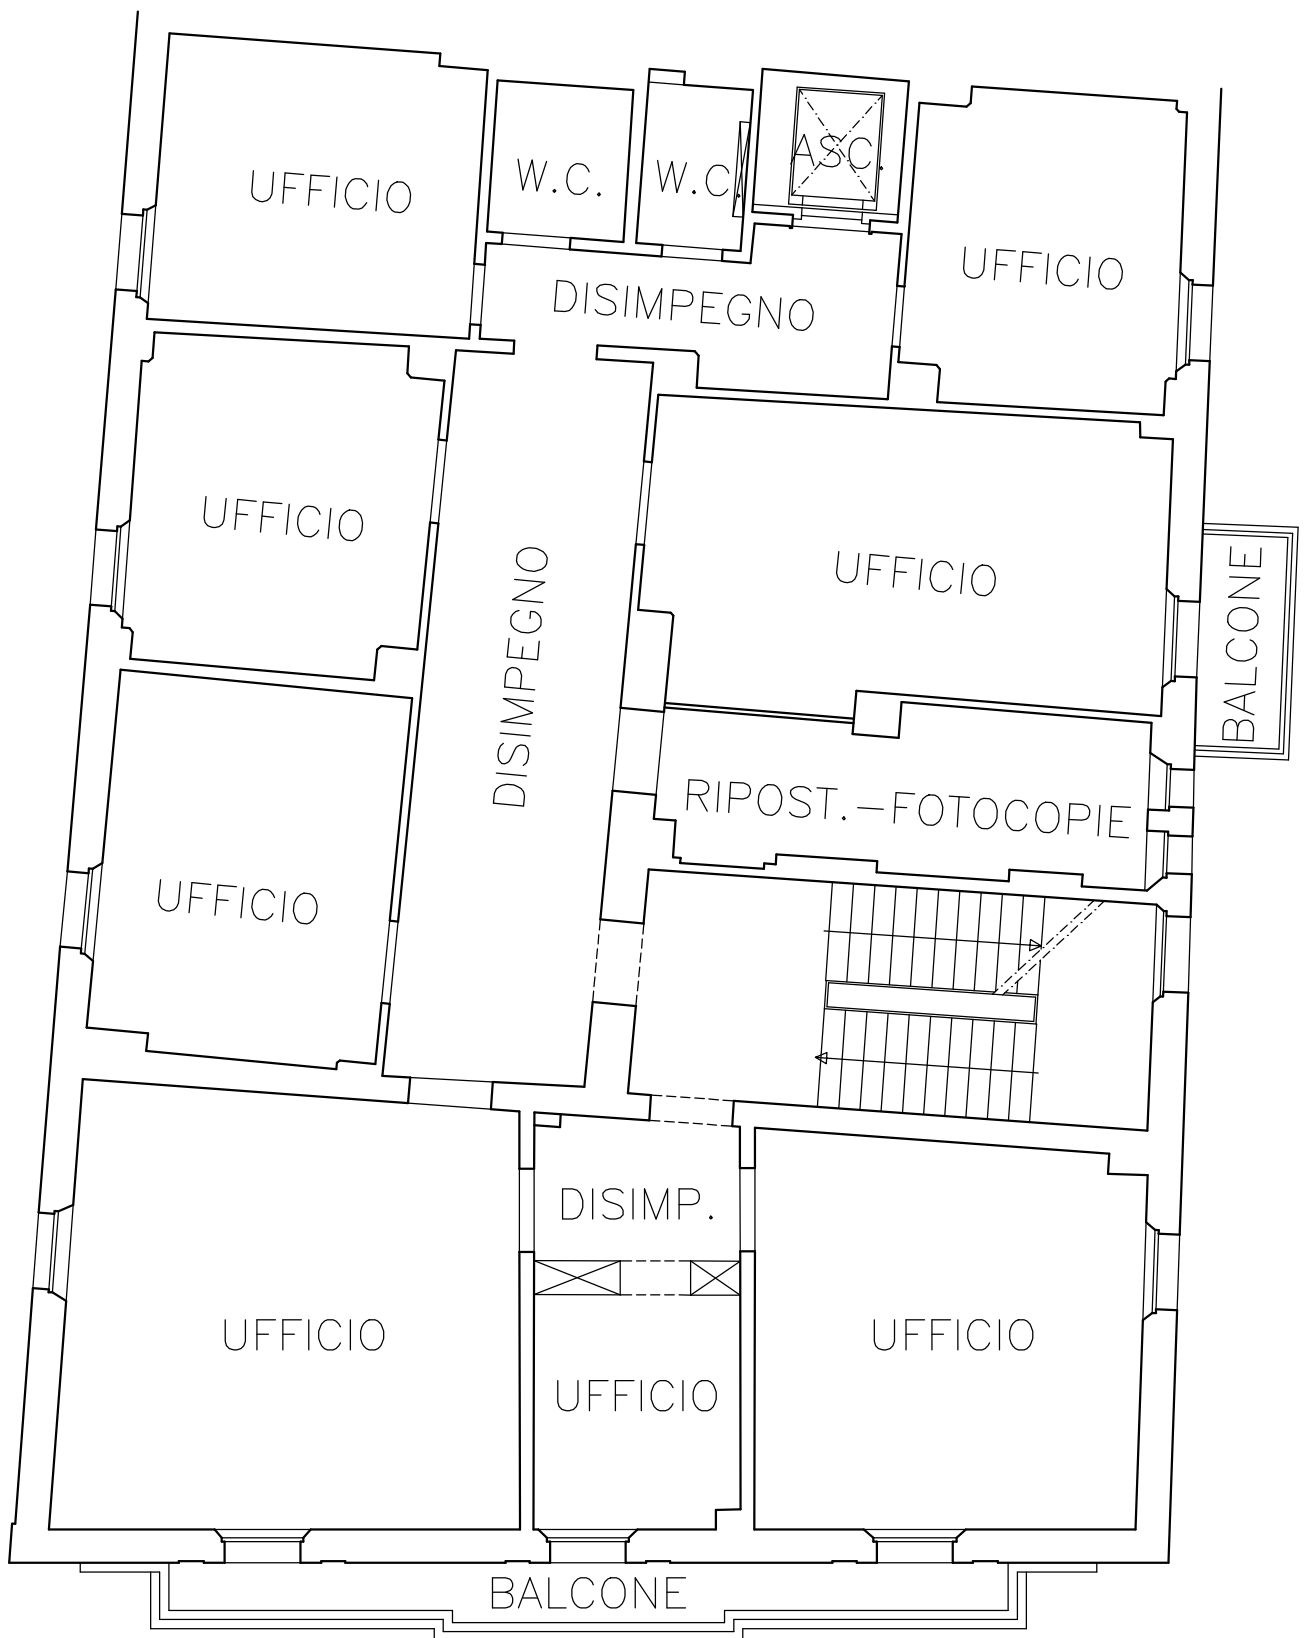 UFFICIO
W.C.
W.C.
ASC.
UFFICIO
DISIMPEGNO
UFFICIO
DISIMPEGNO
UFFICIO
BALCONE
RIPOST.-FOTOCOPIE
UFFICIO
DISIMP.
UFFICIO
UFFICIO
UFFICIO
BALCONE